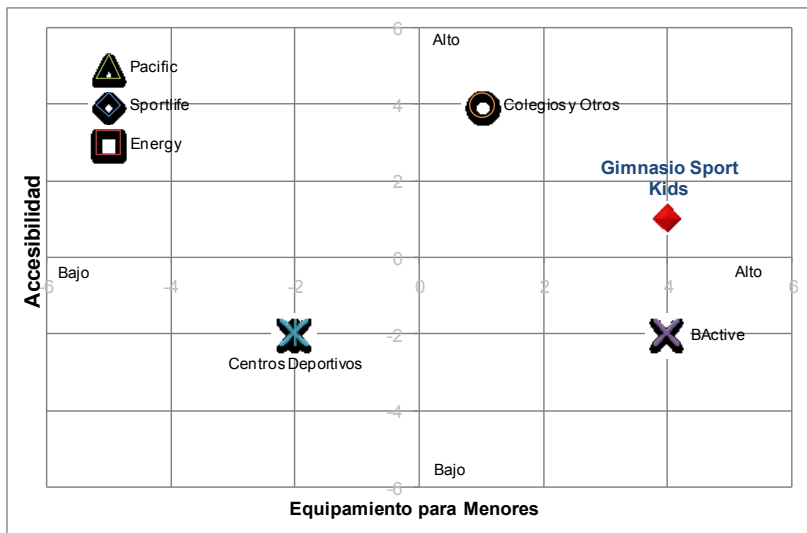 6
Alto
Pacific
Sportlife
4
Colegios y Otros
Energy
2
Gimnasio Sport
Kids
Accesibilidad
0
Bajo
Alto
-6
-4
-2
0
2
4
6
-2
BActive
Centros Deportivos
-4
Bajo
-6
Equipamiento para Menores